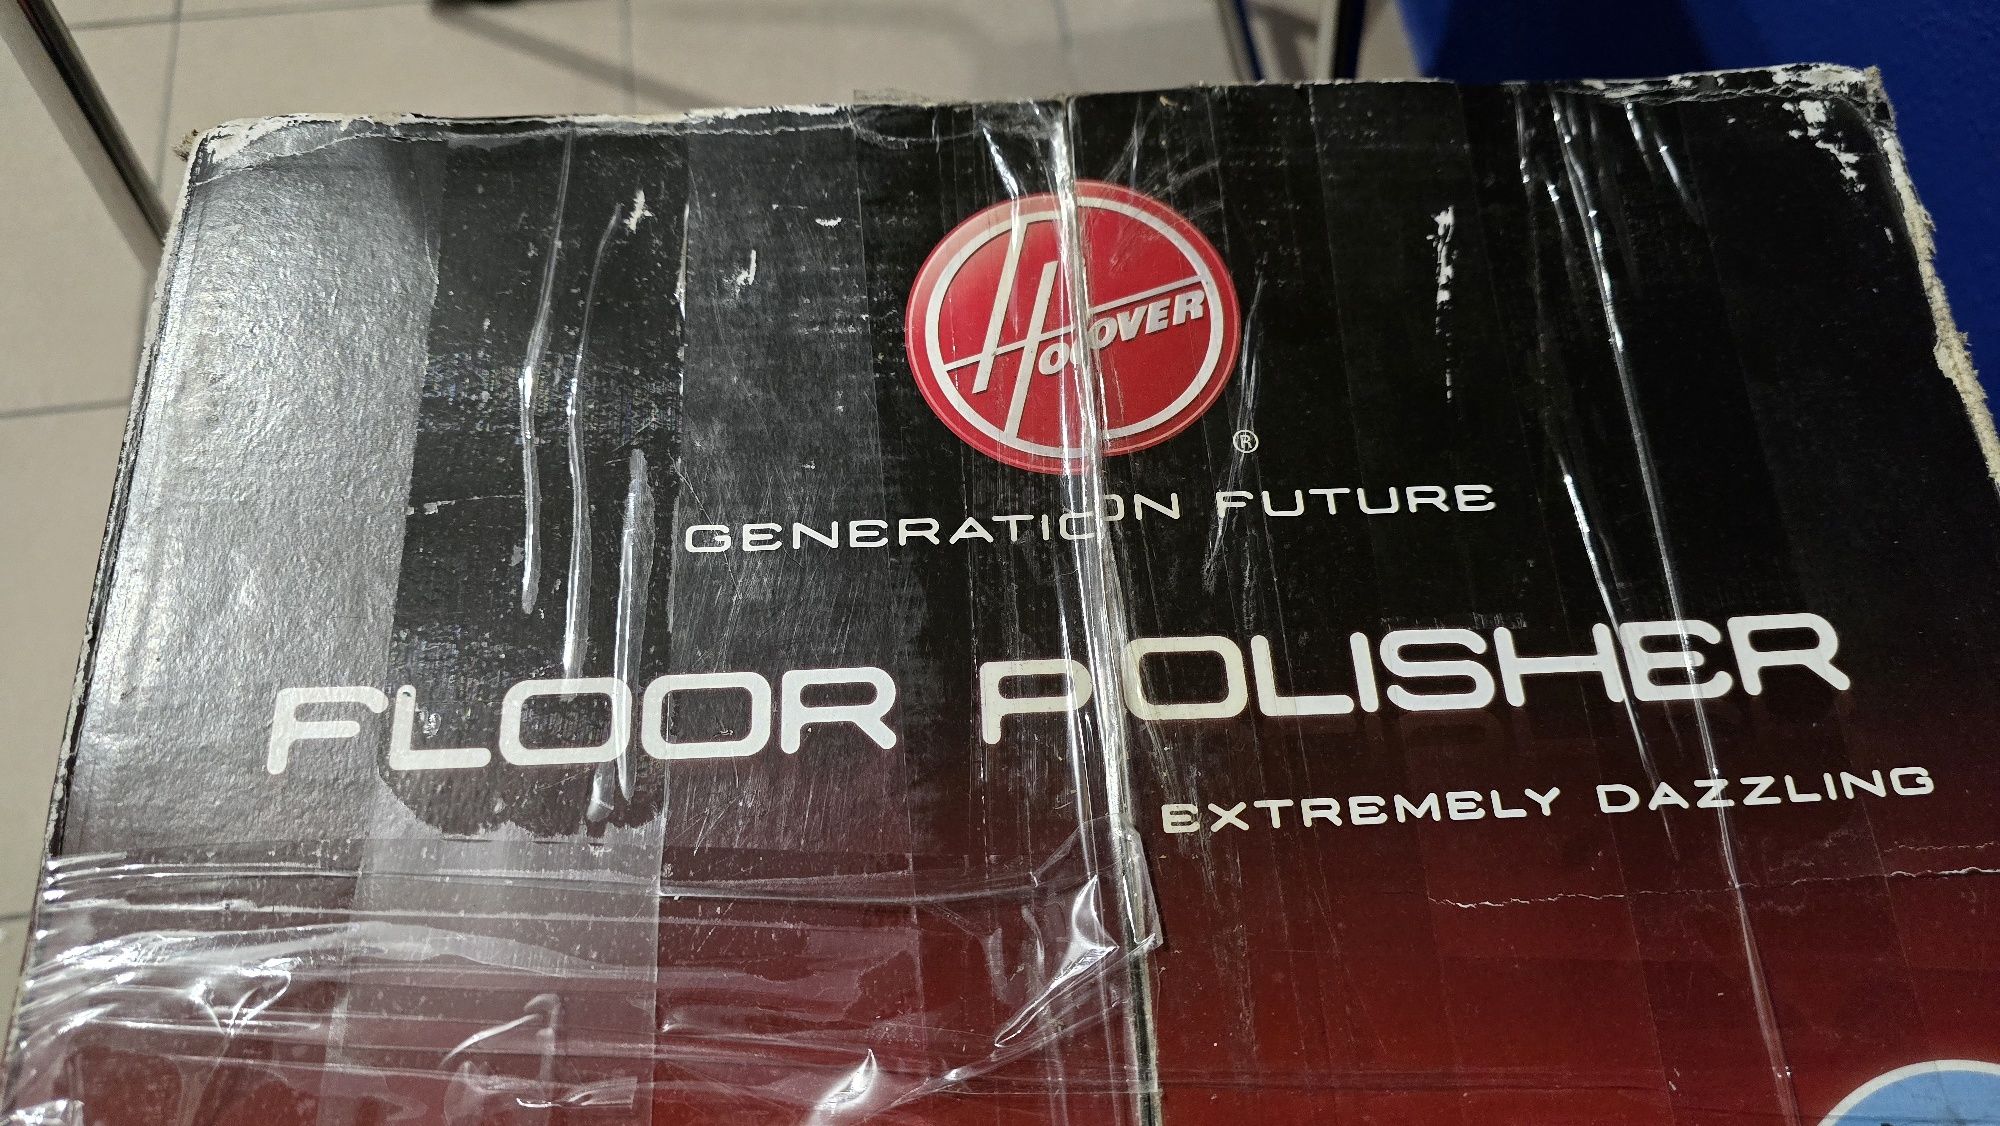 HOOVER
®
GENERATION FUTURE
FLOOR POLISHER
EXTREMELY DAZZLING